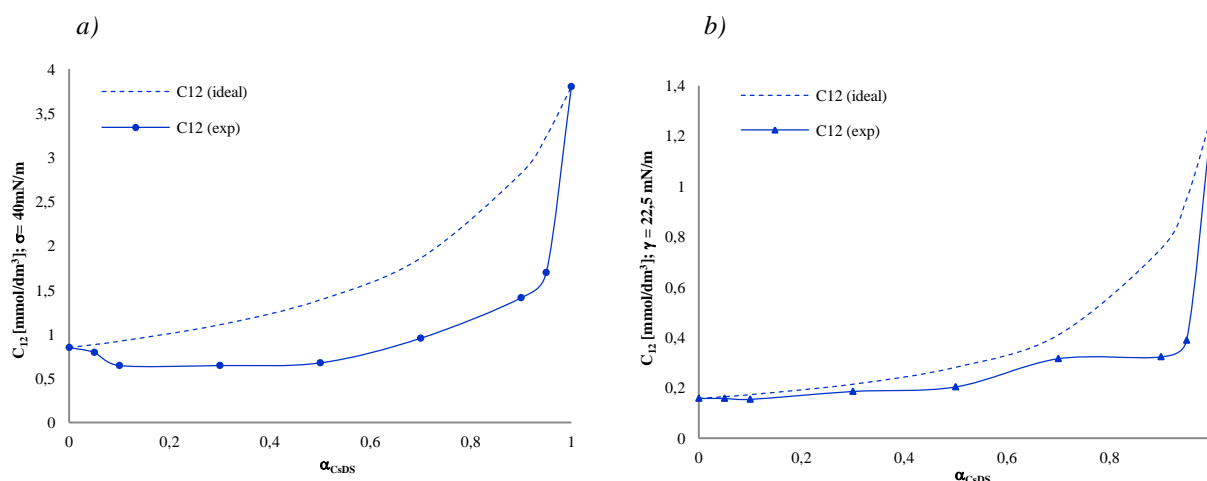 a)
C12 (ideal)
C12 (exp)
4
3,5
3
2,5
2
1,5
1
0,5
0
0
0,2
0,4
0,6
0,8
1
C₁₂ [mmol/dm³]; σ= 40mN/m
α_CsDS
b)
C12 (ideal)
C12 (exp)
1,4
1,2
1
0,8
0,6
0,4
0,2
0
0
0,2
0,4
0,6
0,8
C₁₂ [mmol/dm³]; γ = 22,5 mN/m
α_CsDS